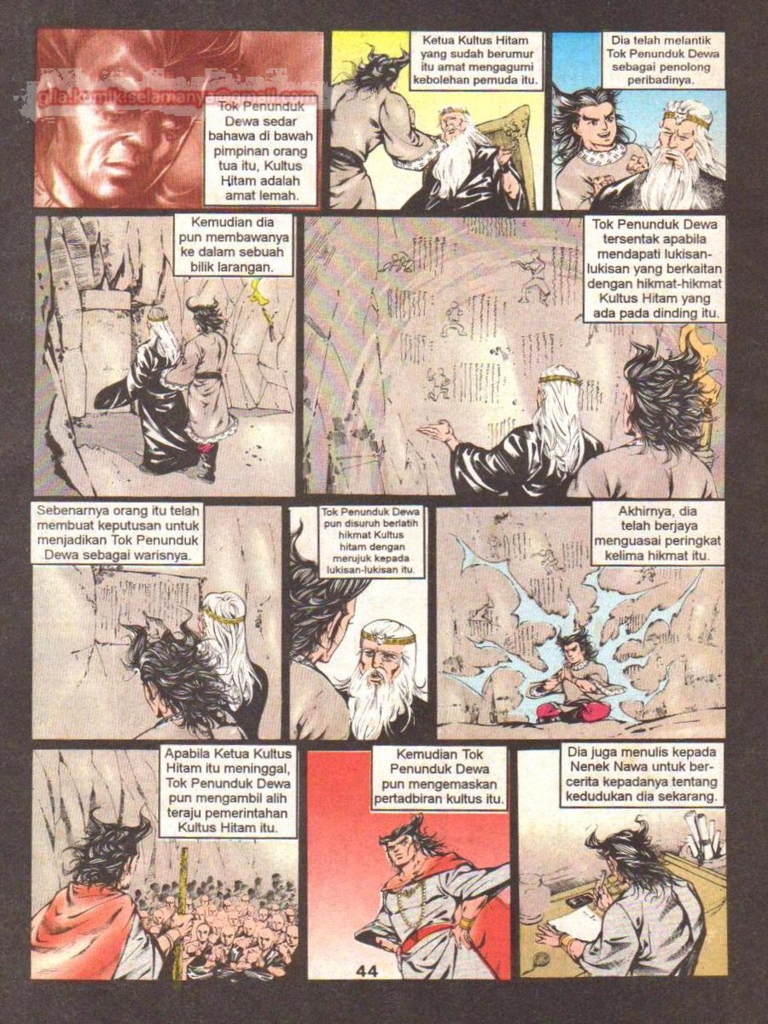 gila.komik.selamanya@gmail.com
Tok Penunduk
Dewa sedar
bahawa di bawah
pimpinan orang
tua itu, Kultus
Hitam adalah
amat lemah.
Ketua Kultus Hitam
yang sudah berumur
itu amat mengagumi
kebolehan pemuda itu.
Dia telah melantik
Tok Penunduk Dewa
sebagai penolong
peribadinya.
Kemudian dia
pun membawanya
ke dalam sebuah
bilik larangan.
Tok Penunduk Dewa
tersentak apabila
mendapati lukisan-
lukisan yang berkaitan
dengan hikmat-hikmat
Kultus Hitam yang
ada pada dinding itu.
Sebenarnya orang itu telah
membuat keputusan untuk
menjadikan Tok Penunduk
Dewa sebagai warisnya.
Tok Penunduk Dewa
pun disuruh berlatih
hikmat Kultus
hitam dengan
merujuk kepada
lukisan-lukisan itu.
Akhirnya, dia
telah berjaya
menguasai peringkat
kelima hikmat itu.
Apabila Ketua Kultus
Hitam itu meninggal,
Tok Penunduk Dewa
pun mengambil alih
teraju pemerintahan
Kultus Hitam itu.
Kemudian Tok
Penunduk Dewa
pun mengemaskan
pertadbiran kultus itu.
Dia juga menulis kepada
Nenek Nawa untuk ber-
cerita kepadanya tentang
kedudukan dia sekarang.
44